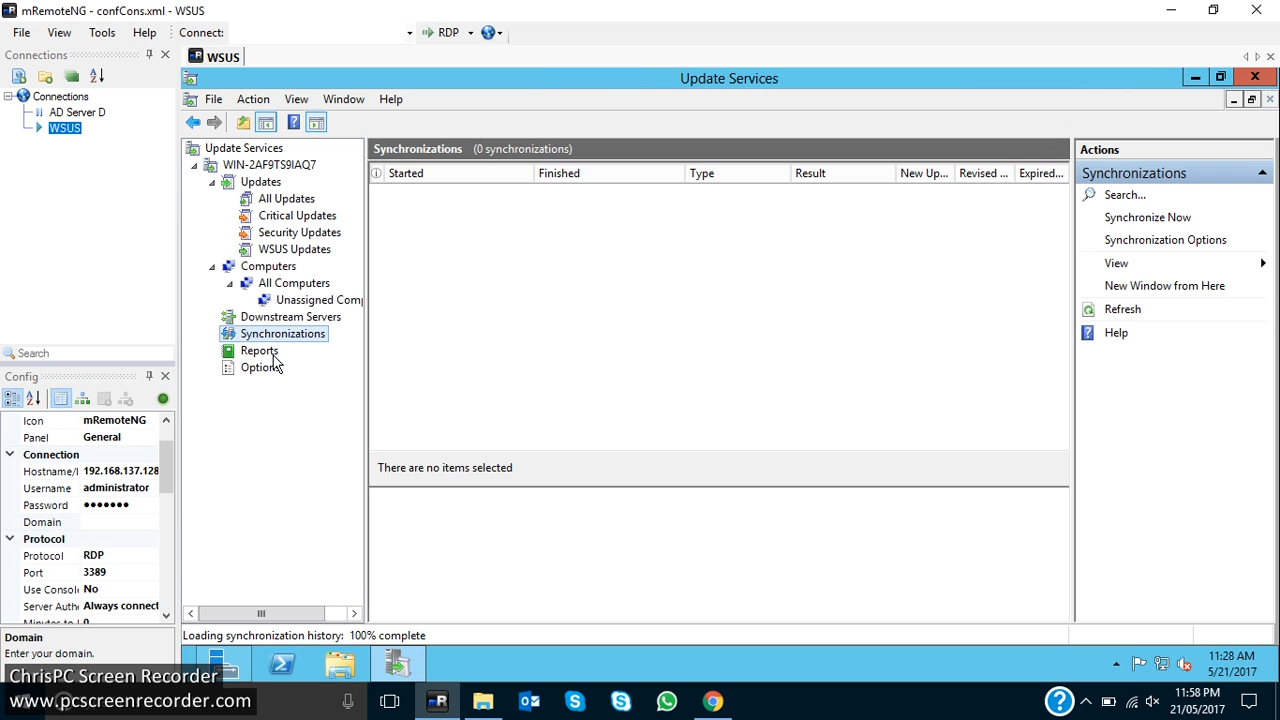 mRemoteNG - confCons.xml - WSUS
File View Tools Help Connect: RDP
Connections
WSUS
Connections
AD Server D
WSUS
Search
Config
Icon mRemoteNG
Panel General
Connection
Hostname/I 192.168.137.128
Username administrator
Password ●●●●●●●
Domain
Protocol
Protocol RDP
Port 3389
Use Consol No
Server Authe Always connect
Minutes to I 0
Domain
Enter your domain.
Update Services
File Action View Window Help
Update Services
WIN-2AF9TS9IAQ7
Updates
All Updates
Critical Updates
Security Updates
WSUS Updates
Computers
All Computers
Unassigned Comp
Downstream Servers
Synchronizations
Reports
Options
Synchronizations (0 synchronizations)
Started Finished Type Result New Up... Revised ... Expired...
There are no items selected
Actions
Synchronizations
Search...
Synchronize Now
Synchronization Options
View
New Window from Here
Refresh
Help
Loading synchronization history: 100% complete
11:28 AM
5/21/2017
ChrisPC Screen Recorder
www.pcscreenrecorder.com
11:58 PM
21/05/2017